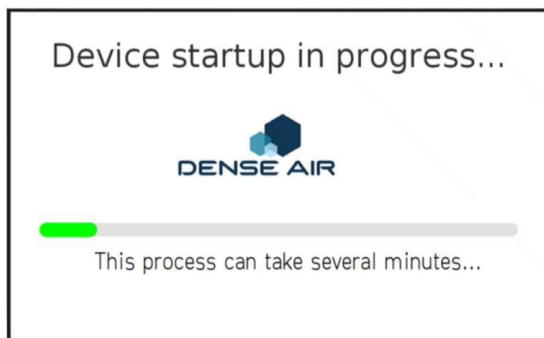 Device startup in progress...
DENSE AIR
This process can take several minutes...